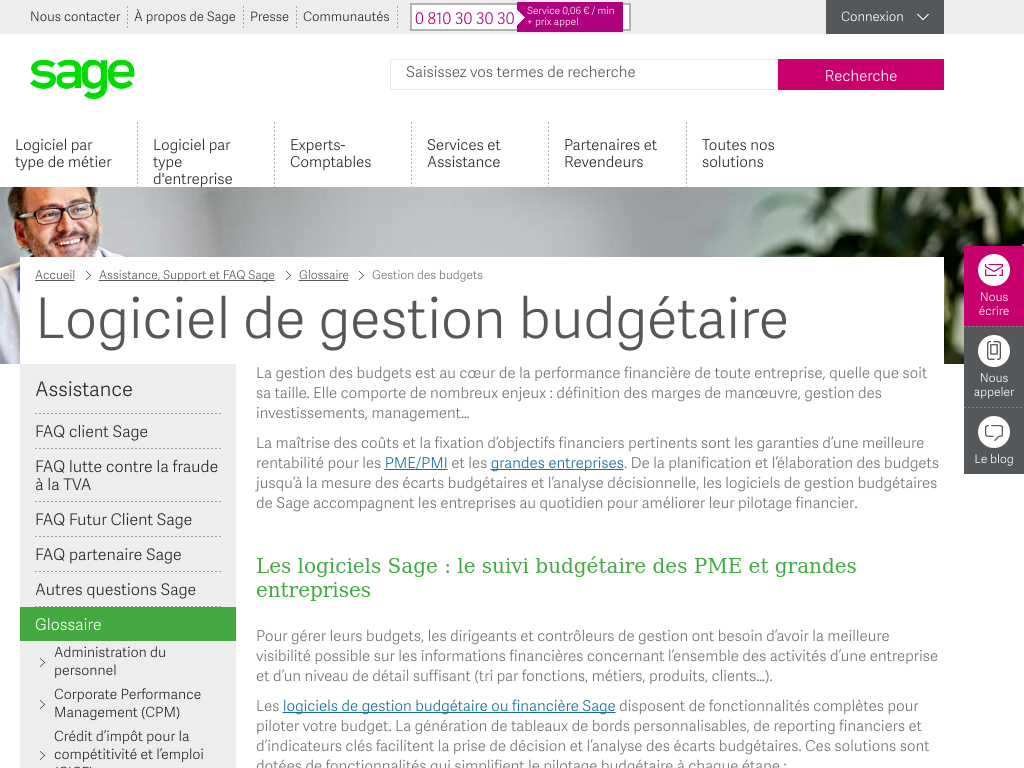 Nous contacter
À propos de Sage
Presse
Communautés
0 810 30 30 30
Service 0,06 € / min
+ prix appel
Connexion
sage
Saisissez vos termes de recherche
Recherche
Logiciel par
type de métier
Logiciel par
type
d'entreprise
Experts-
Comptables
Services et
Assistance
Partenaires et
Revendeurs
Toutes nos
solutions
Accueil
Assistance, Support et FAQ Sage
Glossaire
Gestion des budgets
Logiciel de gestion budgétaire
Nous
écrire
Nous
appeler
Le blog
Assistance
FAQ client Sage
FAQ lutte contre la fraude
à la TVA
FAQ Futur Client Sage
FAQ partenaire Sage
Autres questions Sage
Glossaire
Administration du
personnel
Corporate Performance
Management (CPM)
Crédit d’impôt pour la
compétitivité et l’emploi
La gestion des budgets est au cœur de la performance financière de toute entreprise, quelle que soit
sa taille. Elle comporte de nombreux enjeux : définition des marges de manœuvre, gestion des
investissements, management…
La maîtrise des coûts et la fixation d’objectifs financiers pertinents sont les garanties d’une meilleure
rentabilité pour les PME/PMI et les grandes entreprises. De la planification et l’élaboration des budgets
jusqu’à la mesure des écarts budgétaires et l’analyse décisionnelle, les logiciels de gestion budgétaires
de Sage accompagnent les entreprises au quotidien pour améliorer leur pilotage financier.
Les logiciels Sage : le suivi budgétaire des PME et grandes
entreprises
Pour gérer leurs budgets, les dirigeants et contrôleurs de gestion ont besoin d’avoir la meilleure
visibilité possible sur les informations financières concernant l’ensemble des activités d’une entreprise
et d’un niveau de détail suffisant (tri par fonctions, métiers, produits, clients…).
Les logiciels de gestion budgétaire ou financière Sage disposent de fonctionnalités complètes pour
piloter votre budget. La génération de tableaux de bords personnalisables, de reporting financiers et
d’indicateurs clés facilitent la prise de décision et l’analyse des écarts budgétaires. Ces solutions sont
dotées de fonctionnalités qui simplifient le pilotage budgétaire à chaque étape :